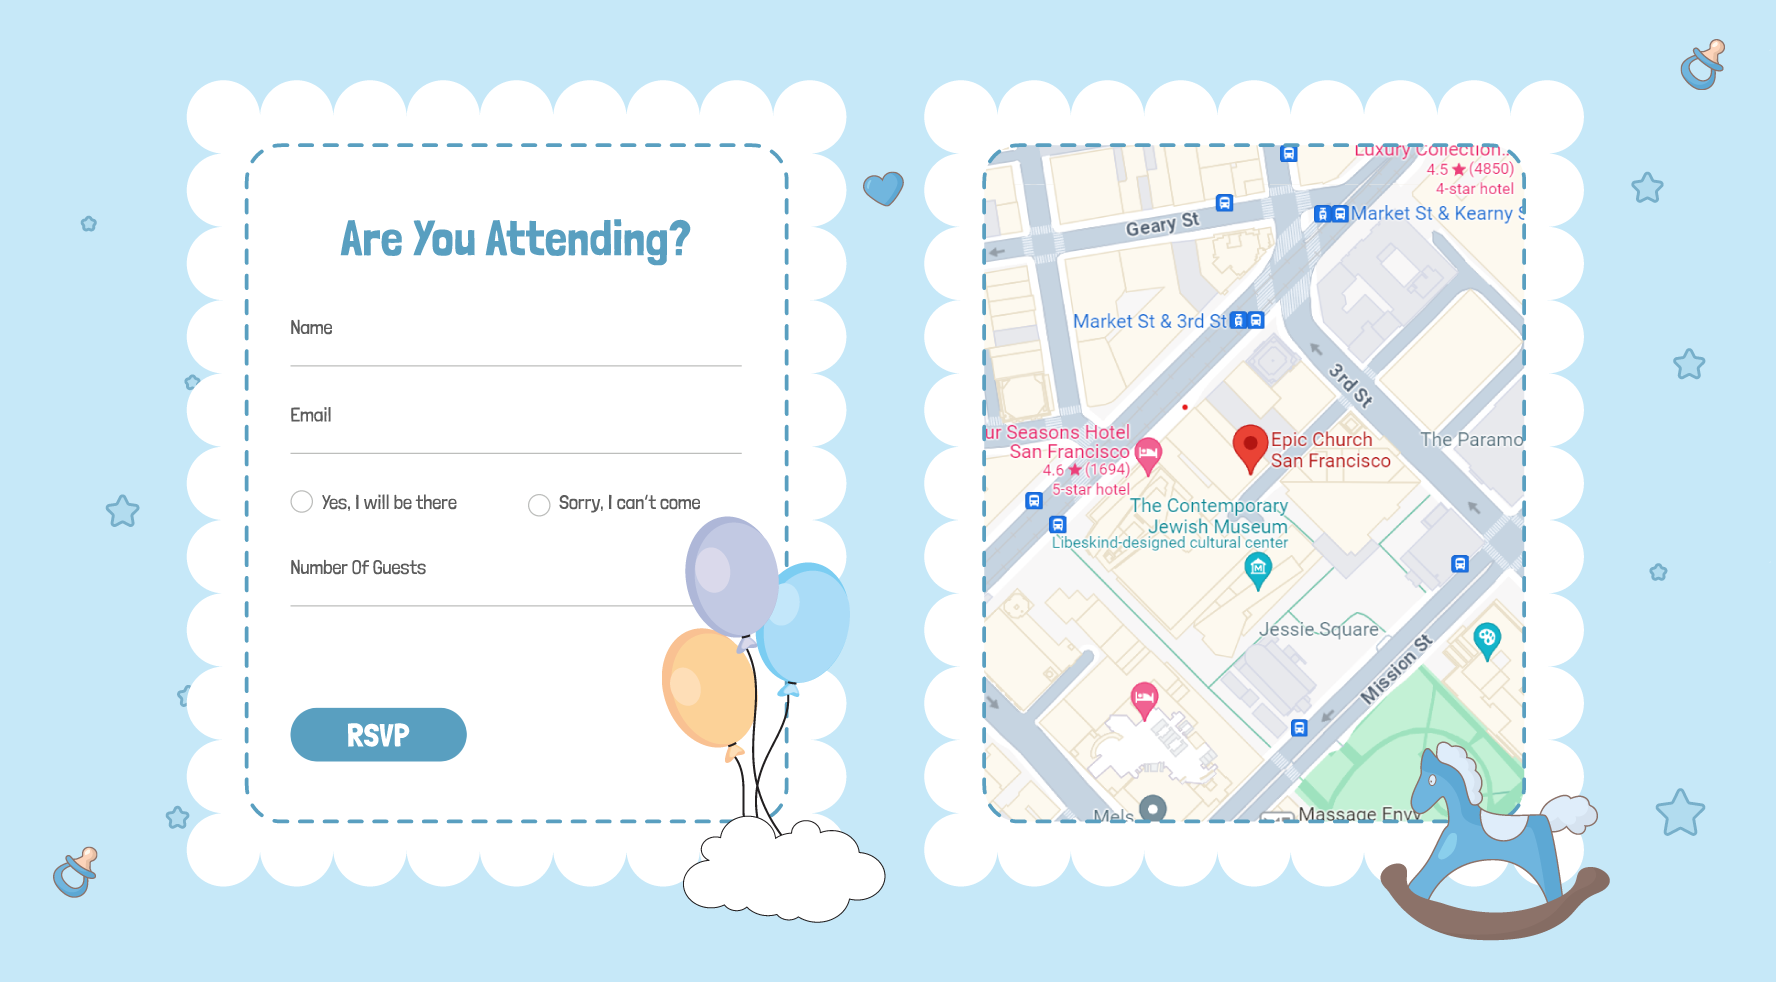 Are You Attending?
Name
Email
Yes, I will be there
Sorry, I can't come
Number Of Guests
RSVP
Luxury Collection...
4.5 ★ (4850)
4-star hotel
Market St & Kearny S
Geary St
Market St & 3rd St
3rd St
ur Seasons Hotel
San Francisco
4.6 ★ (1694)
5-star hotel
Epic Church
San Francisco
The Paramo
The Contemporary
Jewish Museum
Libeskind-designed cultural center
Jessie Square
Mission St
Mels
Massage Envy